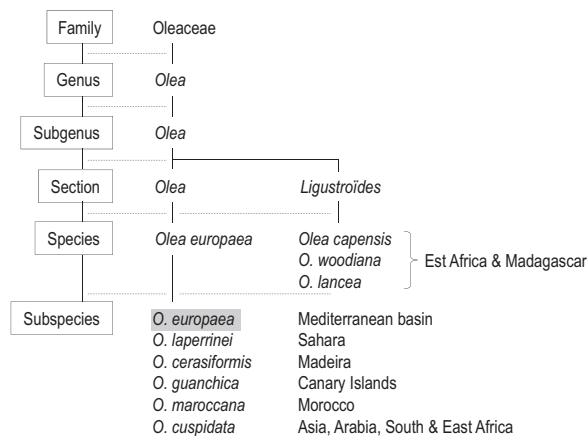 Family Oleaceae
Genus Olea
Subgenus Olea
Section Olea Ligustroïdes
Species Olea europaea Olea capensis
O. woodiana Est Africa & Madagascar
O. lancea
Subspecies O. europaea Mediterranean basin
O. laperrinei Sahara
O. cerasiformis Madeira
O. guanchica Canary Islands
O. maroccana Morocco
O. cuspidata Asia, Arabia, South & East Africa